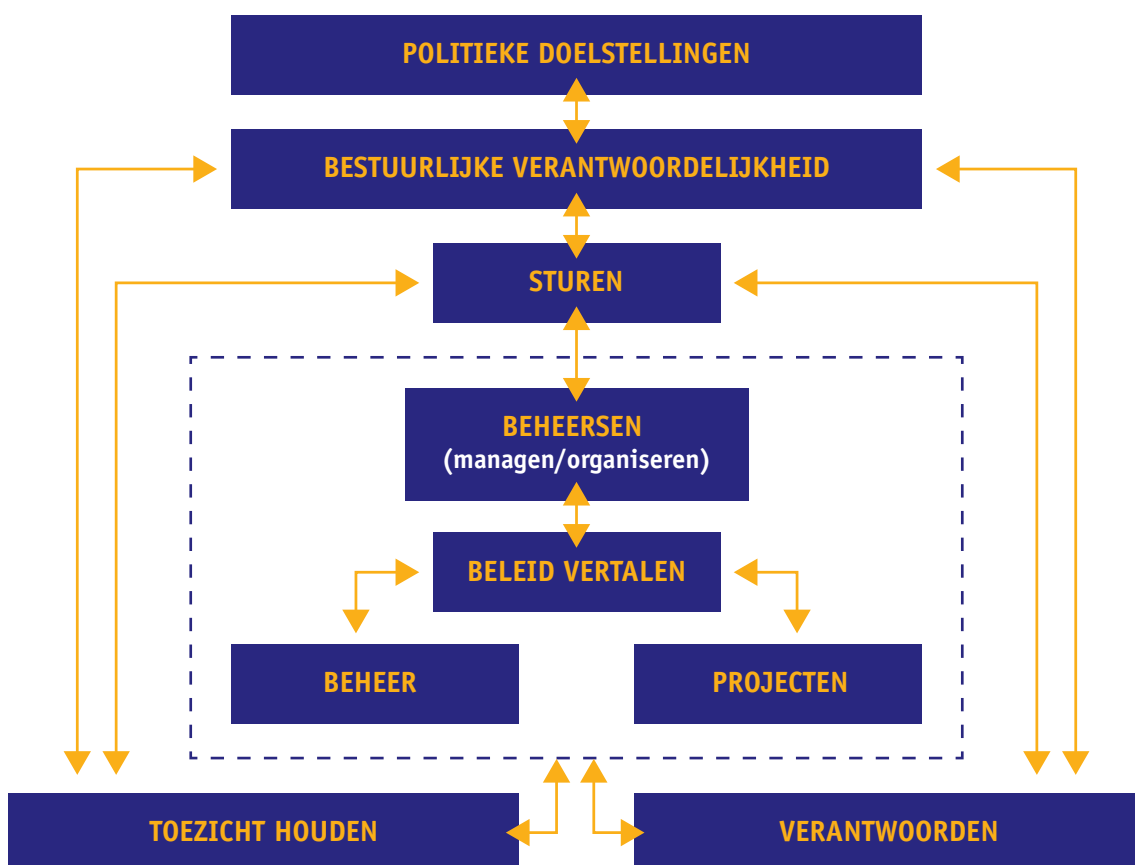 POLITIEKE DOELSTELLINGEN
BESTUURLIJKE VERANTWOORDELIJKHEID
STUREN
BEHEERSEN
(managen/organiseren)
BELEID VERTALEN
BEHEER
PROJECTEN
TOEZICHT HOUDEN
VERANTWOORDEN